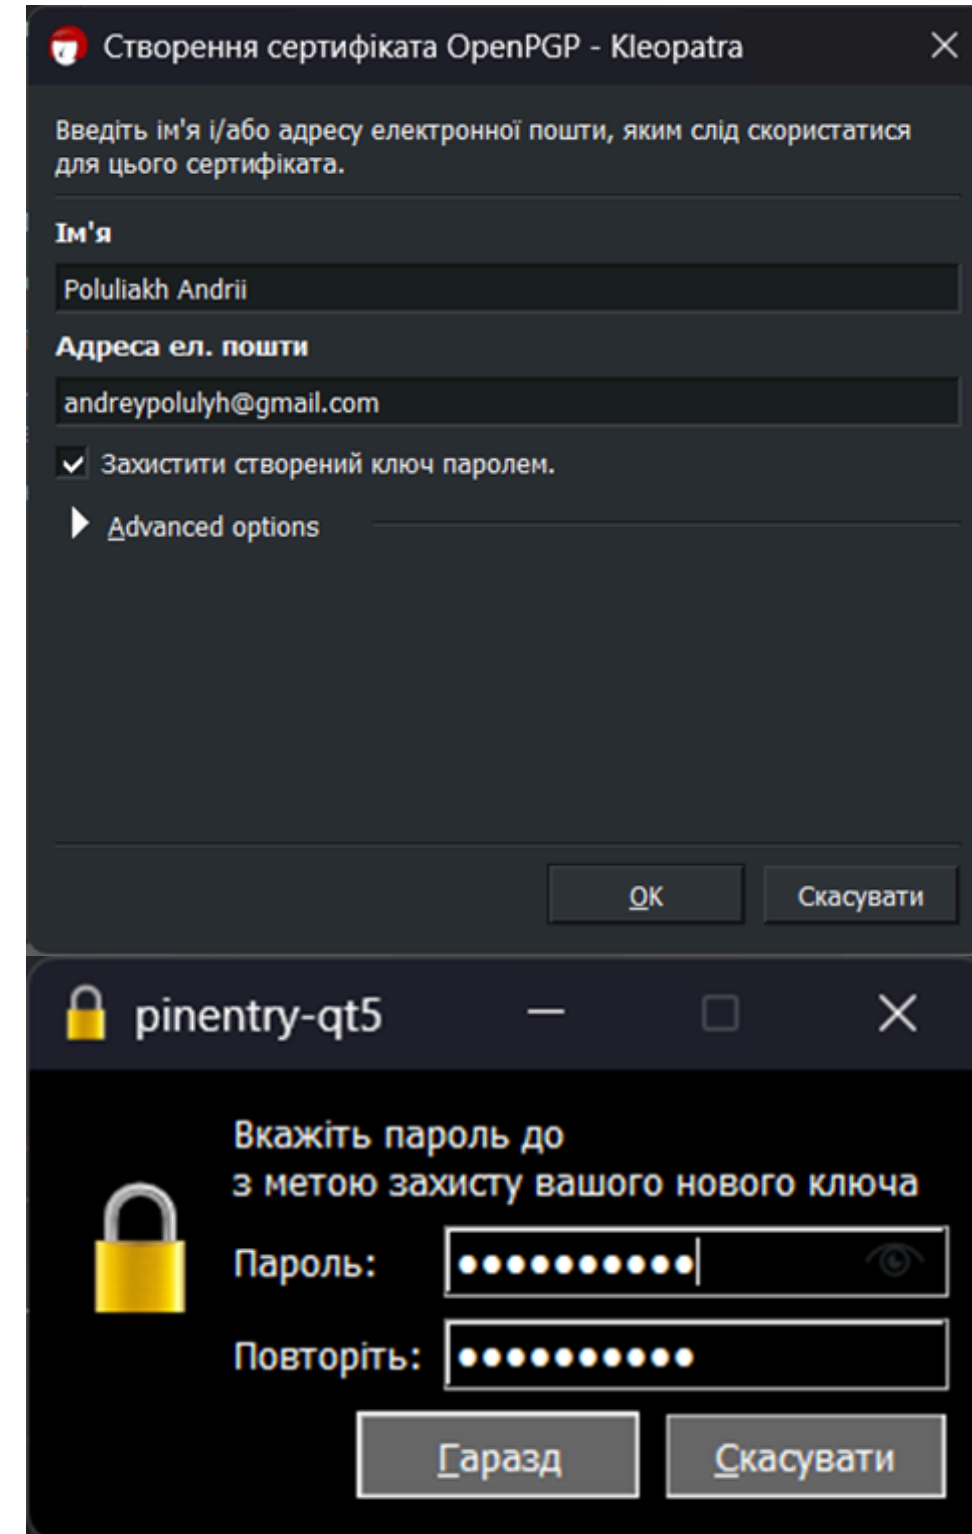 Створення сертифіката OpenPGP - Kleopatra
Введіть ім'я і/або адресу електронної пошти, яким слід скористатися
для цього сертифіката.
Ім'я
Poluliakh Andrii
Адреса ел. пошти
andreypolulyh@gmail.com
Захистити створений ключ паролем.
Advanced options
OK
Скасувати
pinentry-qt5
Вкажіть пароль до
з метою захисту вашого нового ключа
Пароль: ●●●●●●●●●●
Повторіть: ●●●●●●●●●●
Гаразд
Скасувати